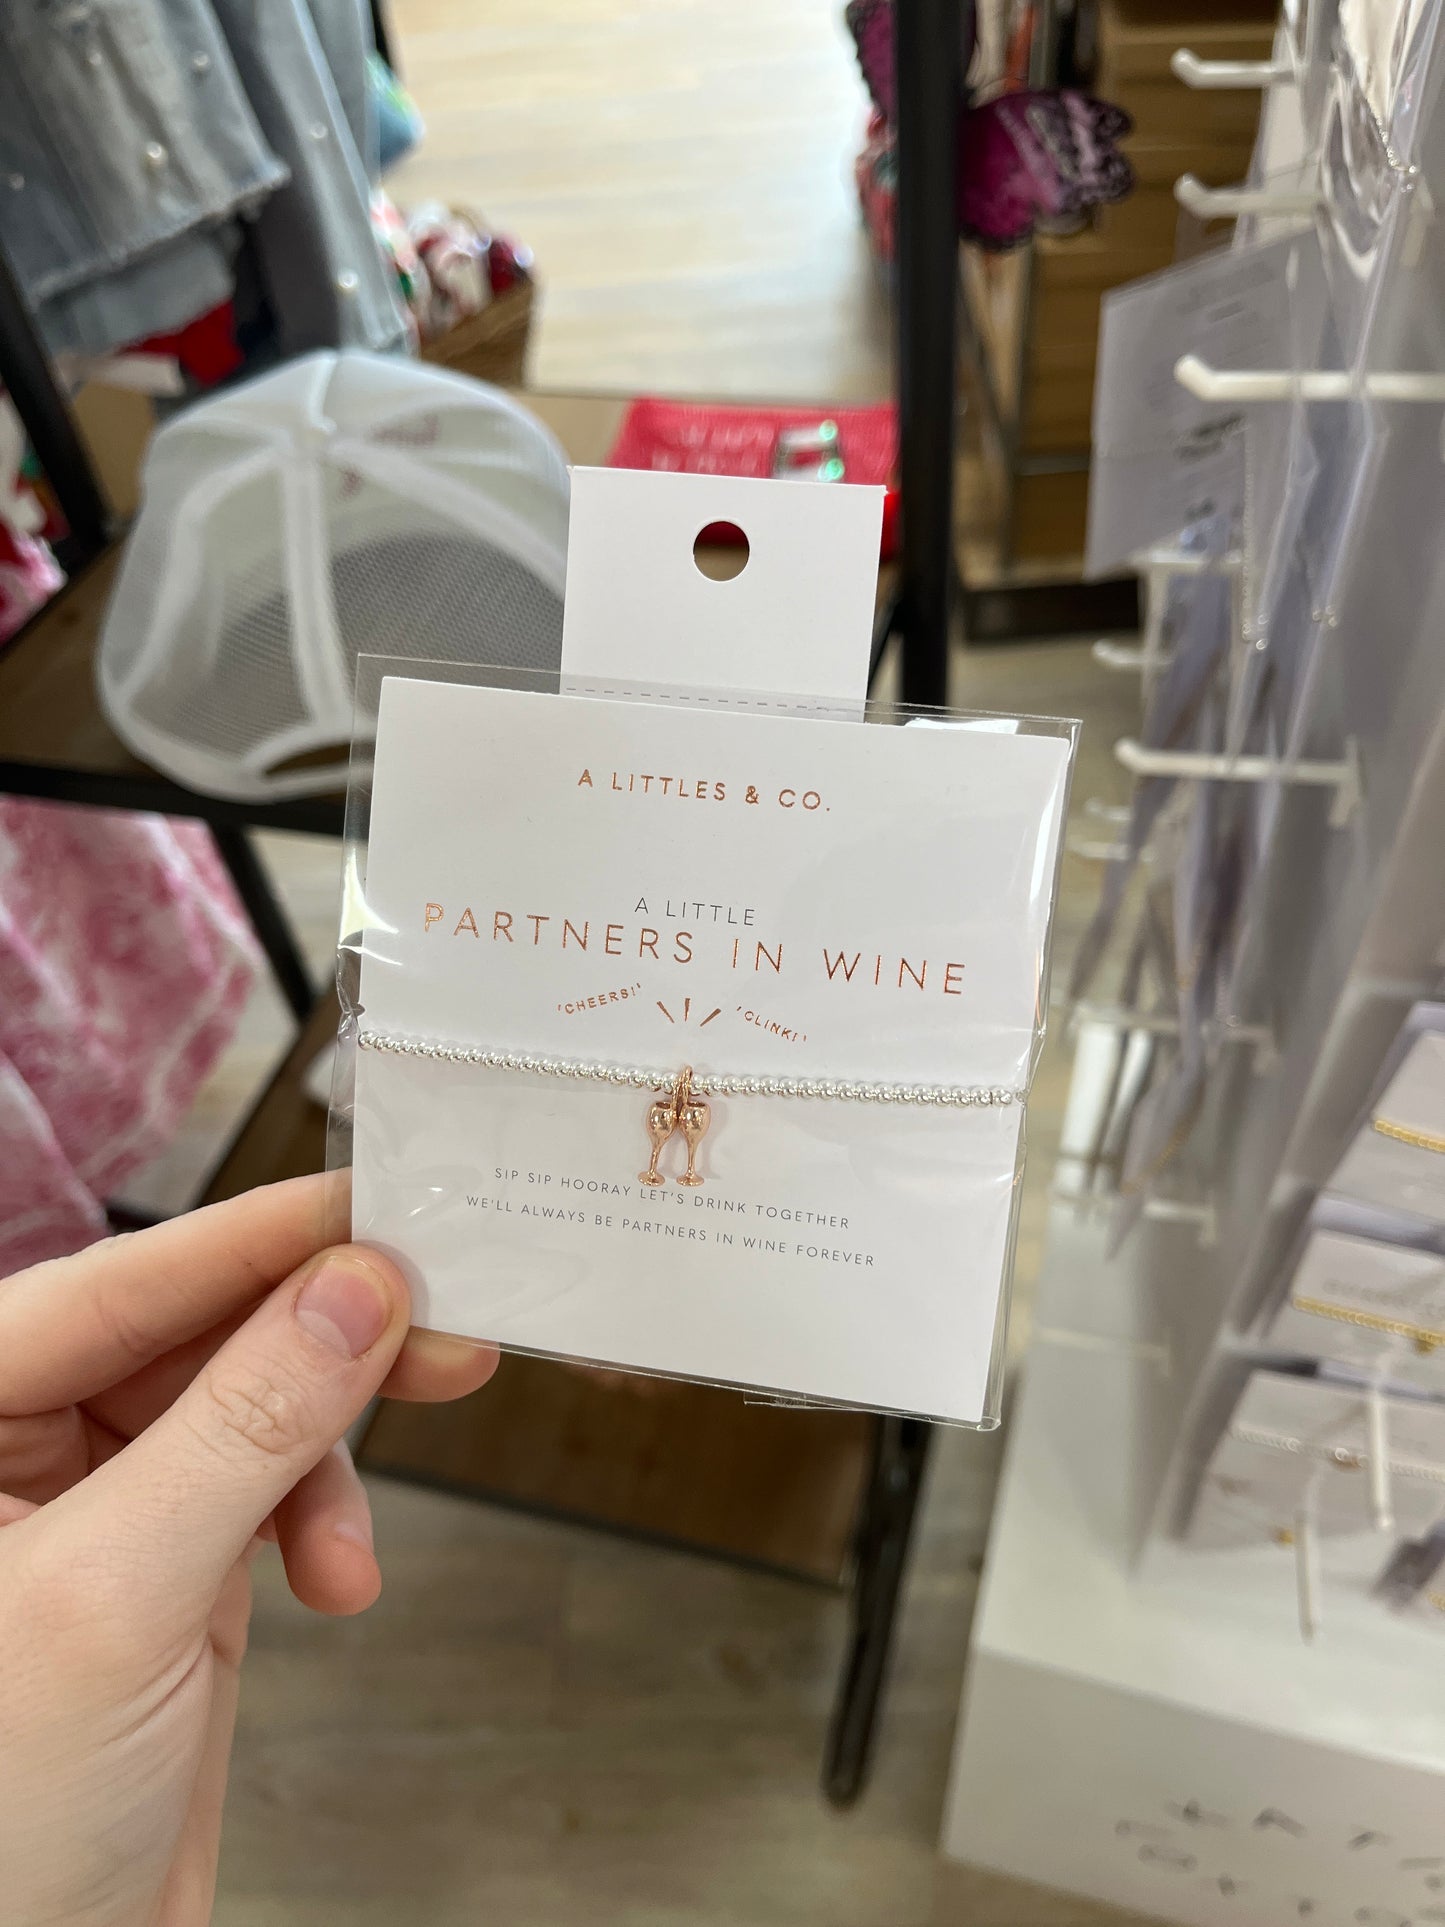 A LITTLES & CO.
A LITTLE
PARTNERS IN WINE
'CHEERS!' 'CLINK!'
SIP SIP HOORAY LET'S DRINK TOGETHER
WE'LL ALWAYS BE PARTNERS IN WINE FOREVER